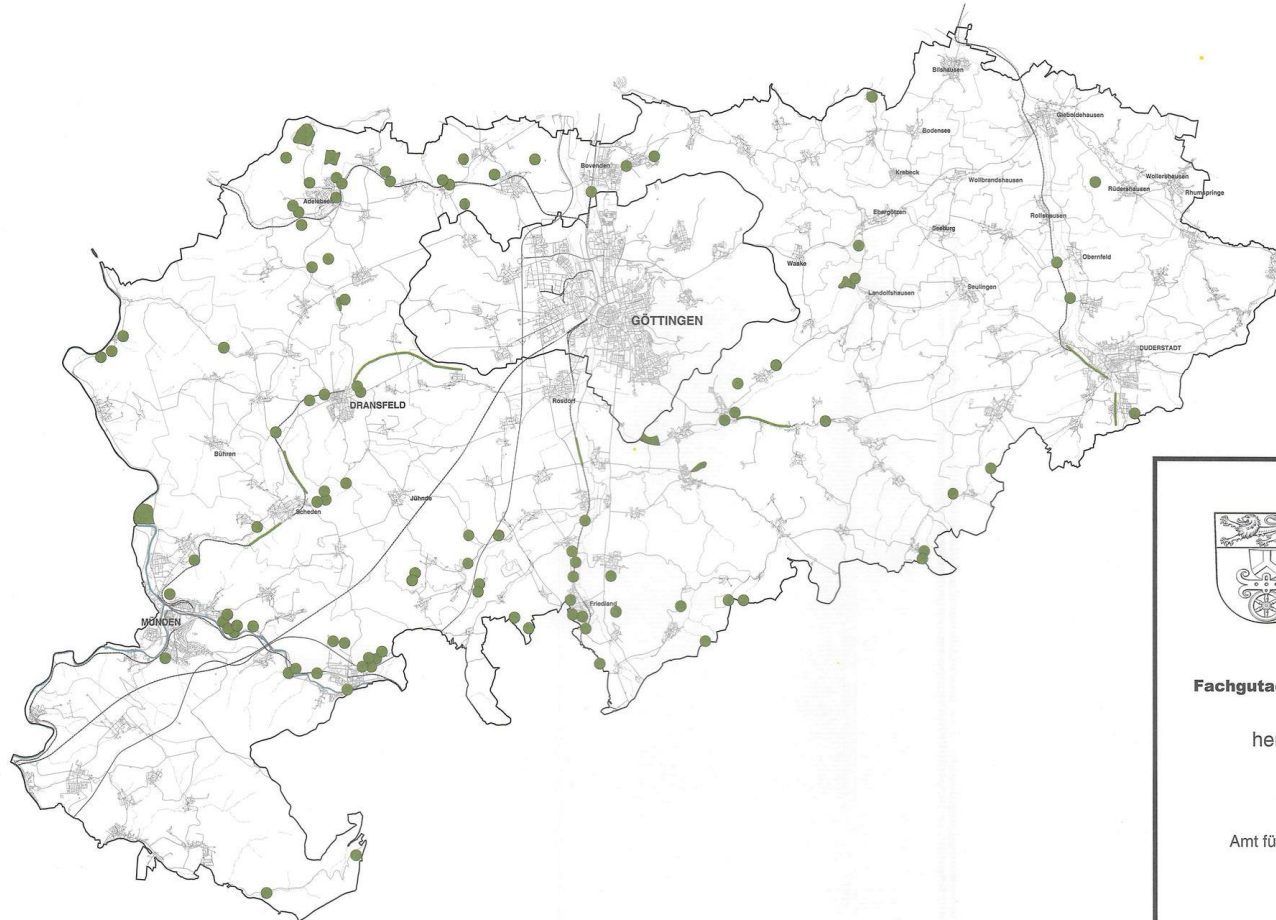 Bilshausen
Gieboldehausen
Bodensee
Bovenden
Krebeck
Wollbrandshausen
Wollershausen
Rüdershausen
Rhumspringe
Adelebsen
Ebergötzen
Seeburg
Rollshausen
Waake
Obernfeld
Landolfshausen
Seulingen
GÖTTINGEN
DUDERSTADT
DRANSFELD
Rosdorf
Bühren
Jühnde
Scheden
Friedland
MÜNDEN
Fachguta
her
Amt fü